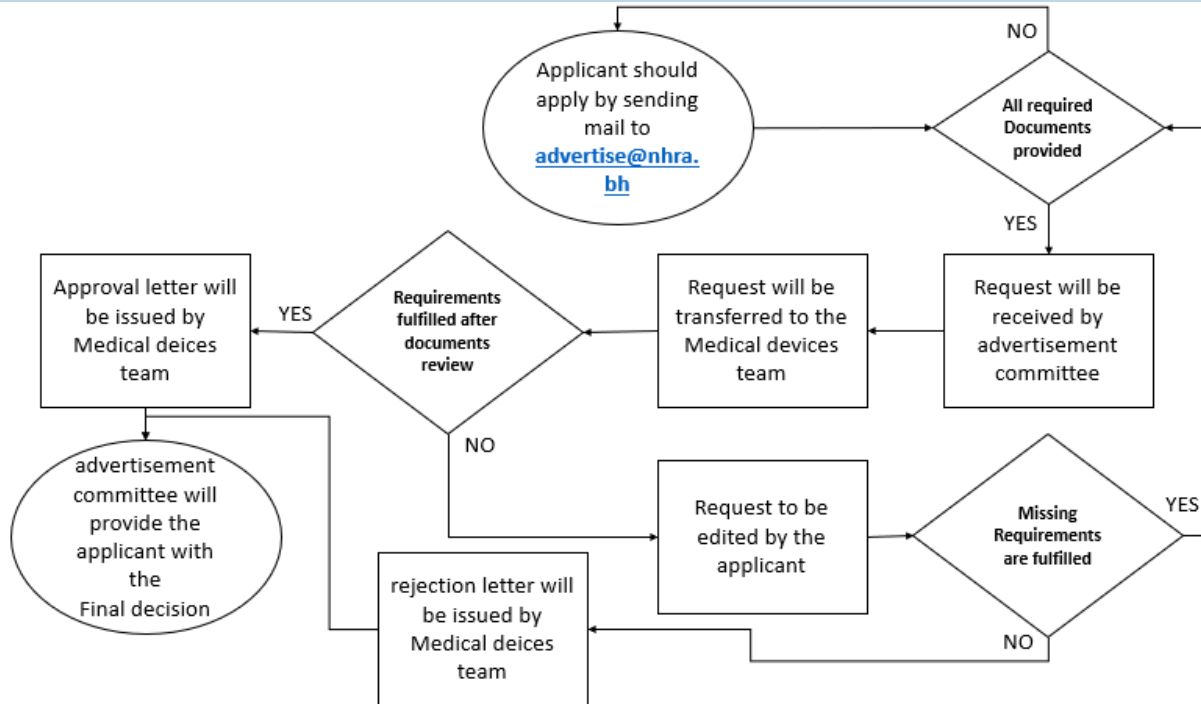 Applicant should
apply by sending
mail to
advertise@nhra.
bh
NO
All required
Documents
provided
YES
Request will be
received by
advertisement
committee
Request will be
transferred to the
Medical devices
team
Requirements
fulfilled after
documents
review
YES
Approval letter will
be issued by
Medical deices
team
NO
advertisement
committee will
provide the
applicant with
the
Final decision
Request to be
edited by the
applicant
Missing
Requirements
are fulfilled
YES
NO
rejection letter will
be issued by
Medical deices
team